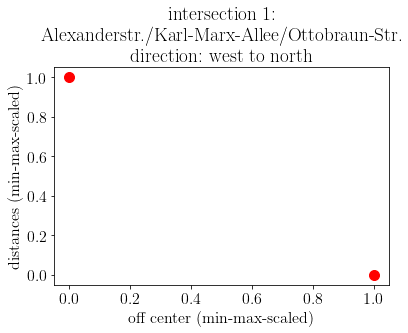 intersection 1:
Alexanderstr./Karl-Marx-Allee/Ottobraun-Str.
direction: west to north
distances (min-max-scaled)
1.0
0.8
0.6
0.4
0.2
0.0
0.0 0.2 0.4 0.6 0.8 1.0
off center (min-max-scaled)